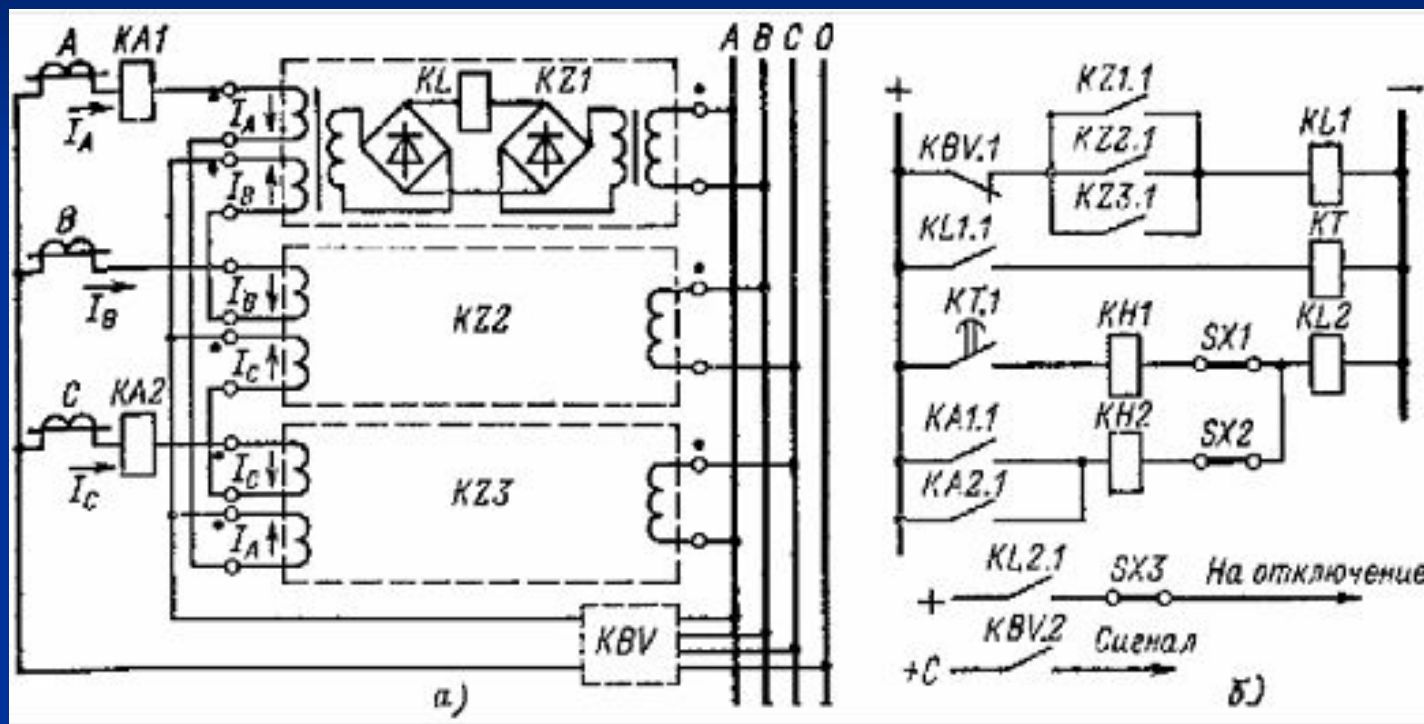 A KA1
I_A
I_A
I_B
KL KZ1
A B C 0
B
I_B
I_B
I_C
KZ2
C KA2
I_C
I_C
I_A
KZ3
KBV
а)
+ −
KZ1.1
KBV.1 KZ2.1 KL1
KZ3.1
KL1.1 KT
KT.1 KH1 SX1 KL2
KA1.1 KH2 SX2
KA2.1
+ KL2.1 SX3 На отключение
+C KBV.2 Сигнал
б)